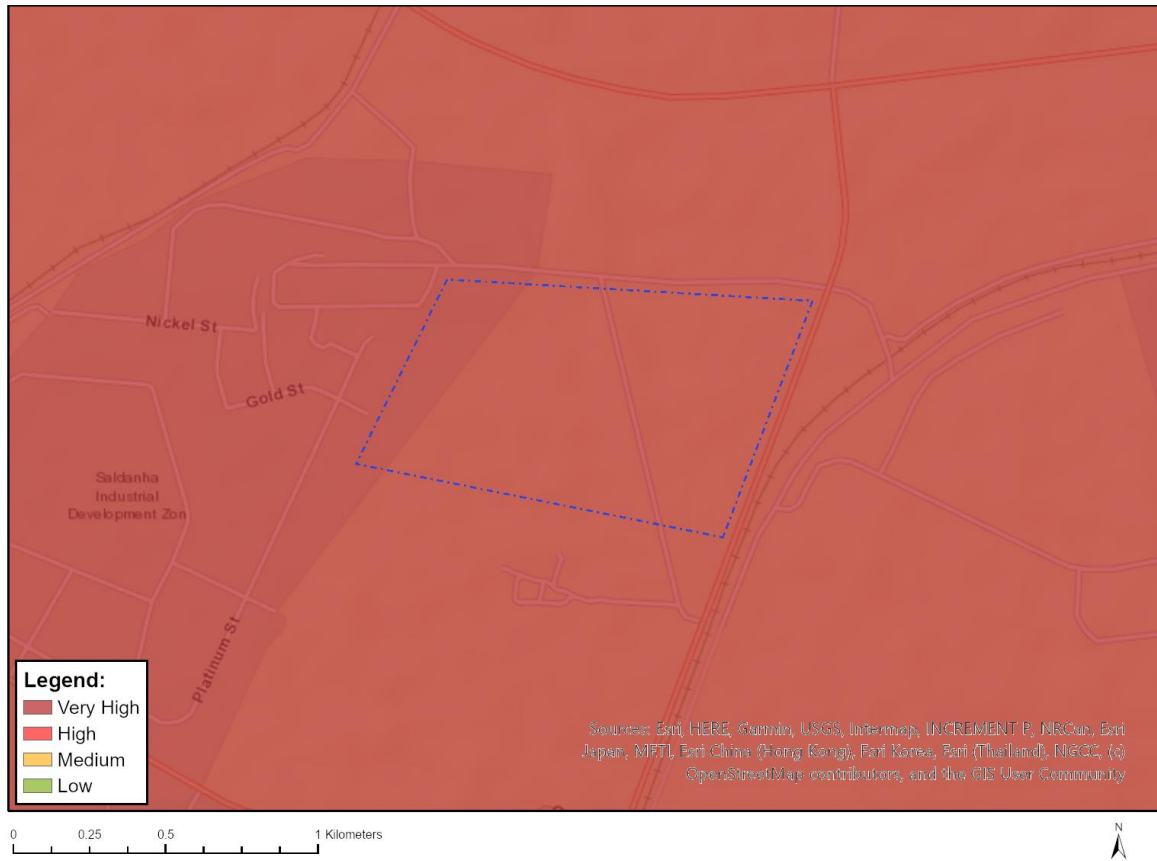 Nickel St
Gold St
Saldanha
Industrial
Development Zon
Platinum St
Legend:
Very High
High
Medium
Low
Sources: Esri, HERE, Garmin, USGS, Intermap, INCREMENT P, NRCan, Esri
Japan, METI, Esri China (Hong Kong), Esri Korea, Esri (Thailand), NGCC, (c)
OpenStreetMap contributors, and the GIS User Community
0 0.25 0.5 1 Kilometers
N